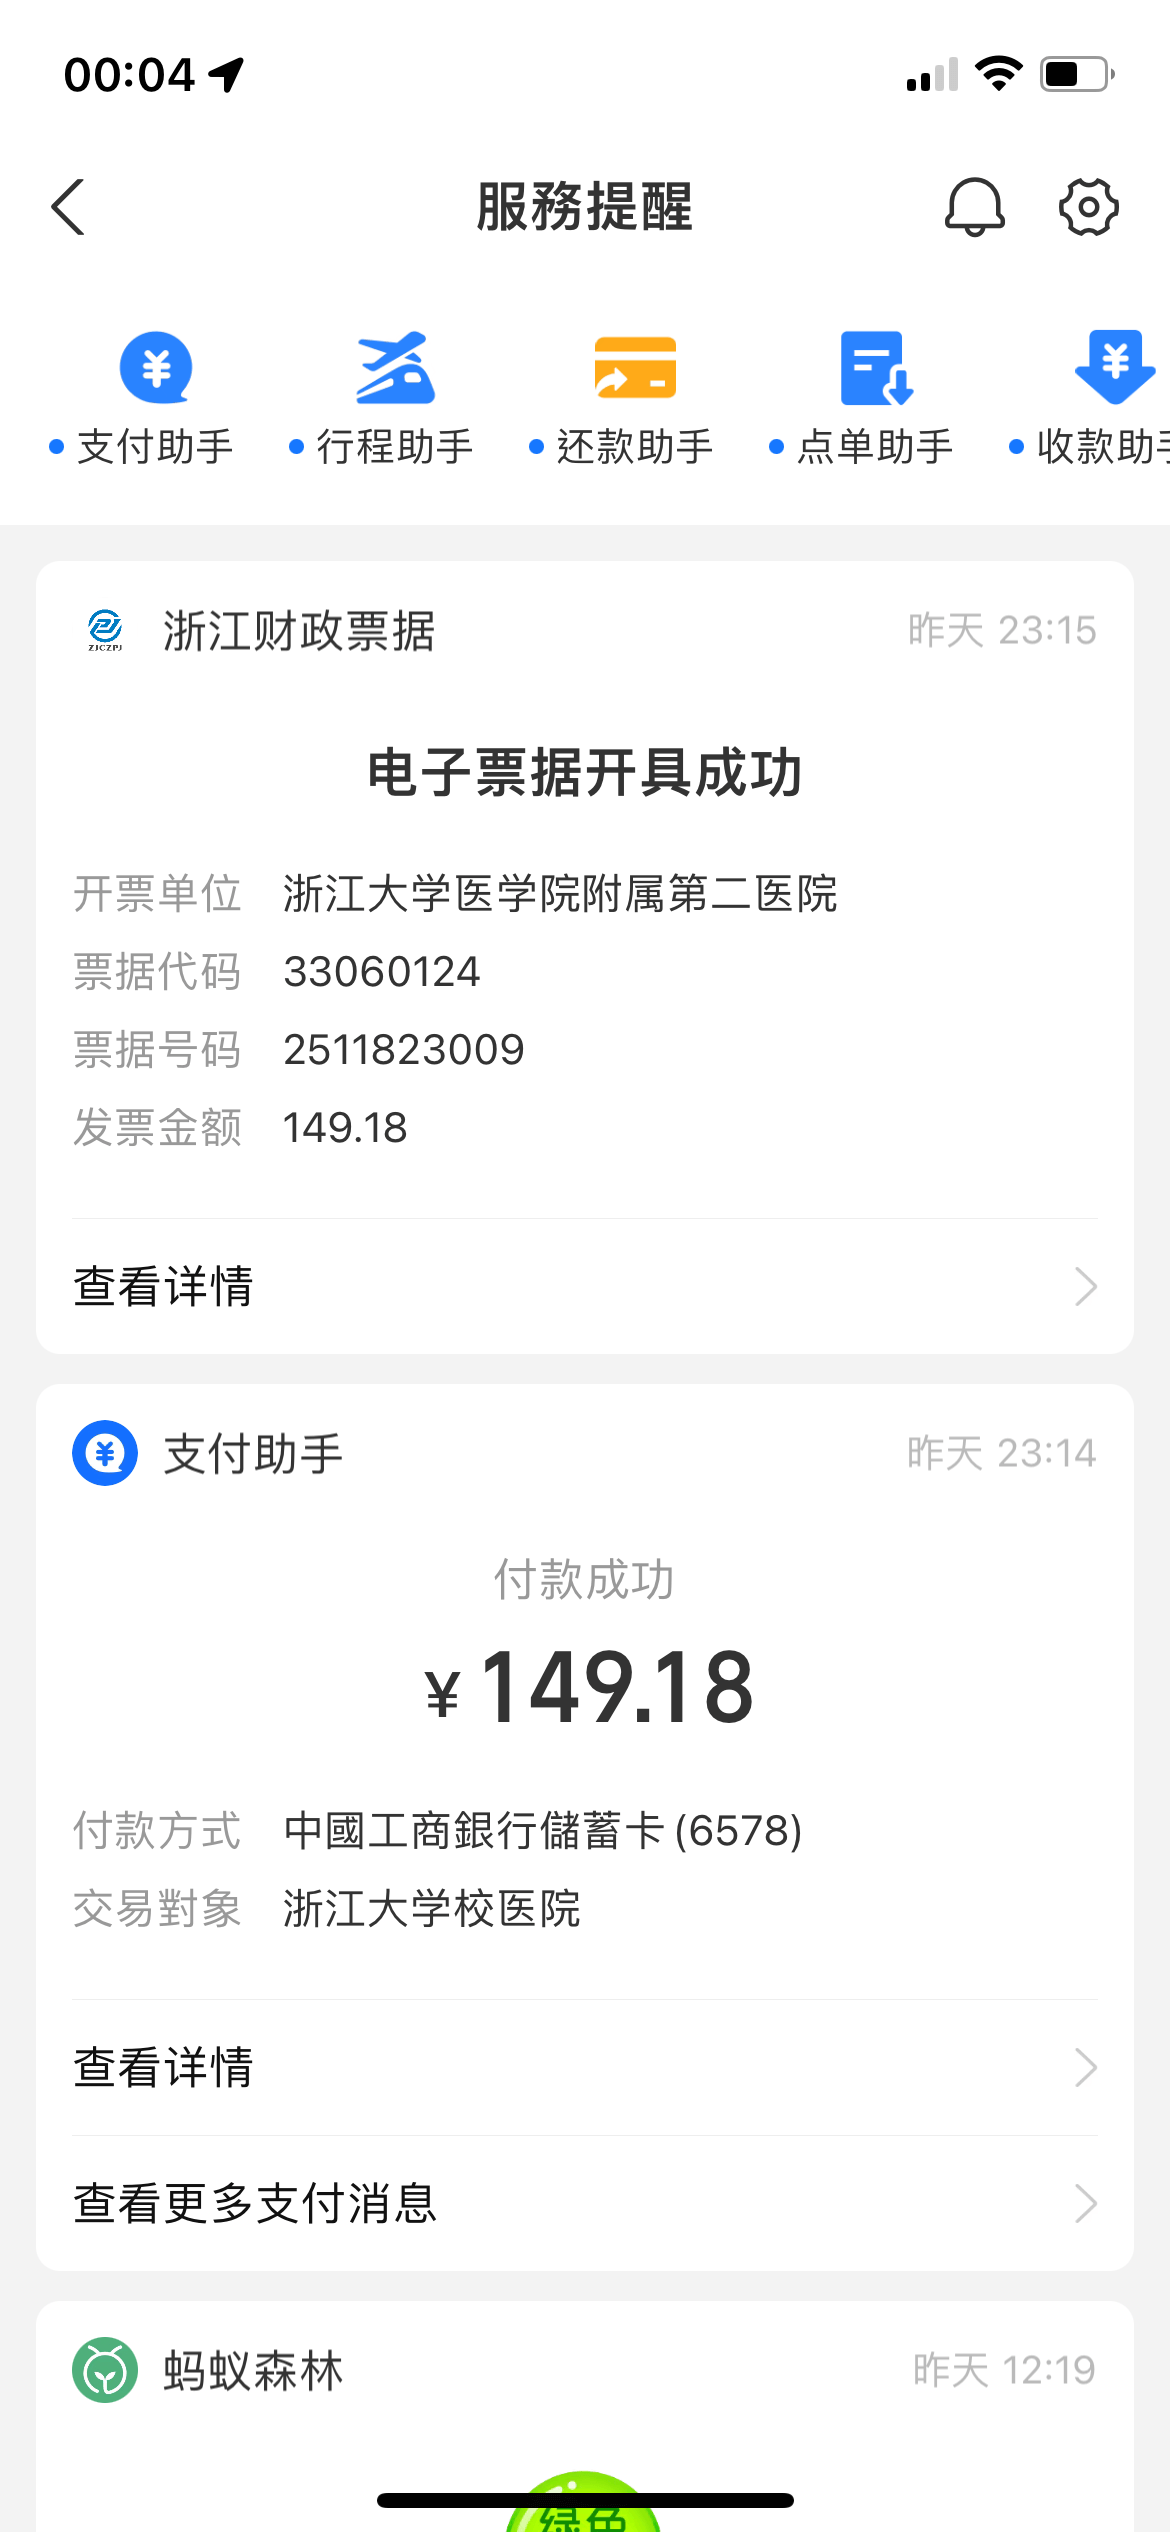 00:04
服務提醒
支付助手
行程助手
还款助手
点单助手
收款助手
ZJCZPJ
浙江财政票据
昨天 23:15
电子票据开具成功
开票单位 浙江大学医学院附属第二医院
票据代码 33060124
票据号码 2511823009
发票金额 149.18
查看详情
支付助手
昨天 23:14
付款成功
¥149.18
付款方式 中國工商銀行儲蓄卡(6578)
交易對象 浙江大学校医院
查看详情
查看更多支付消息
蚂蚁森林
昨天 12:19
绿色